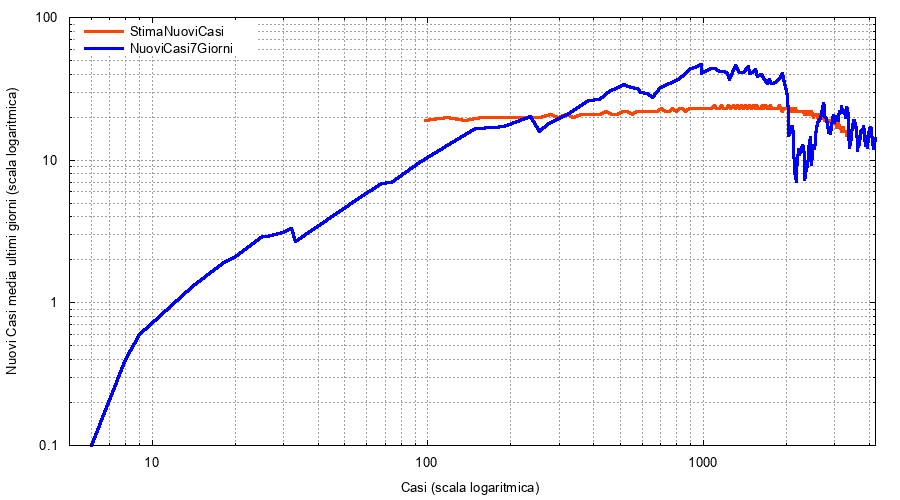 100
10
1
0.1
StimaNuoviCasi
NuoviCasi7Giorni
Nuovi Casi media ultimi giorni (scala logaritmica)
10
100
1000
Casi (scala logaritmica)